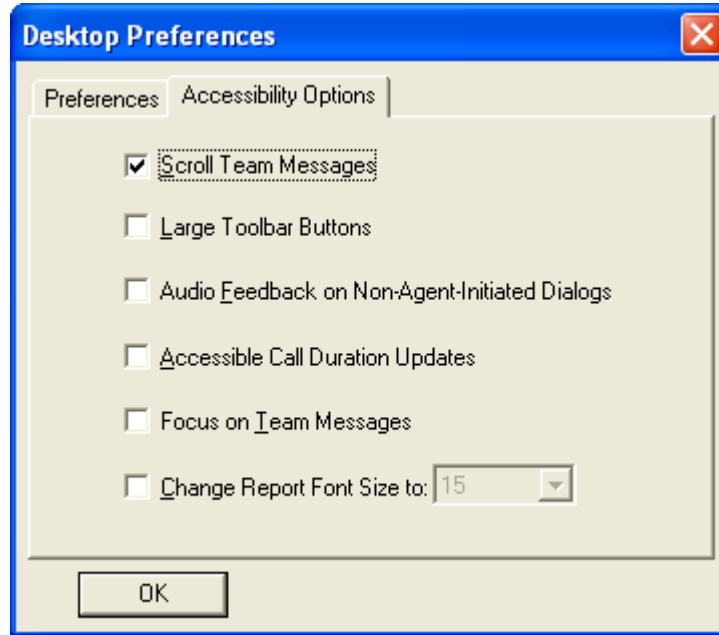 Desktop Preferences
Preferences Accessibility Options
Scroll Team Messages
Large Toolbar Buttons
Audio Feedback on Non-Agent-Initiated Dialogs
Accessible Call Duration Updates
Focus on Team Messages
Change Report Font Size to: 15
OK